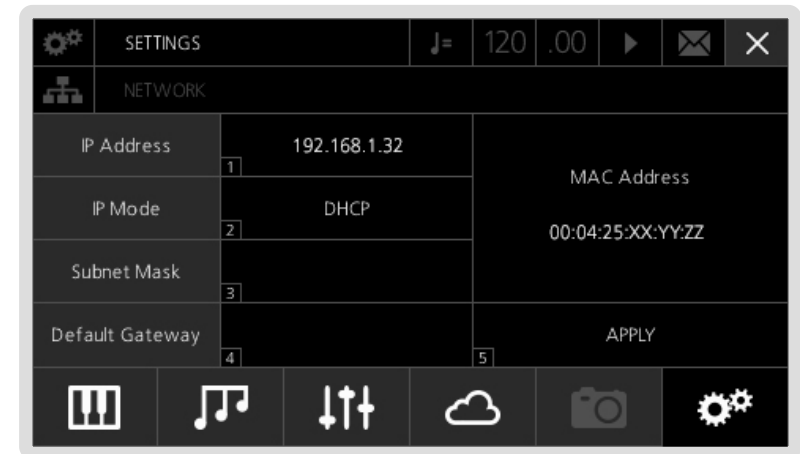 SETTINGS
♩=
120
.00
NETWORK
IP Address
1
192.168.1.32
IP Mode
2
DHCP
Subnet Mask
3
Default Gateway
4
MAC Address
00:04:25:XX:YY:ZZ
5
APPLY